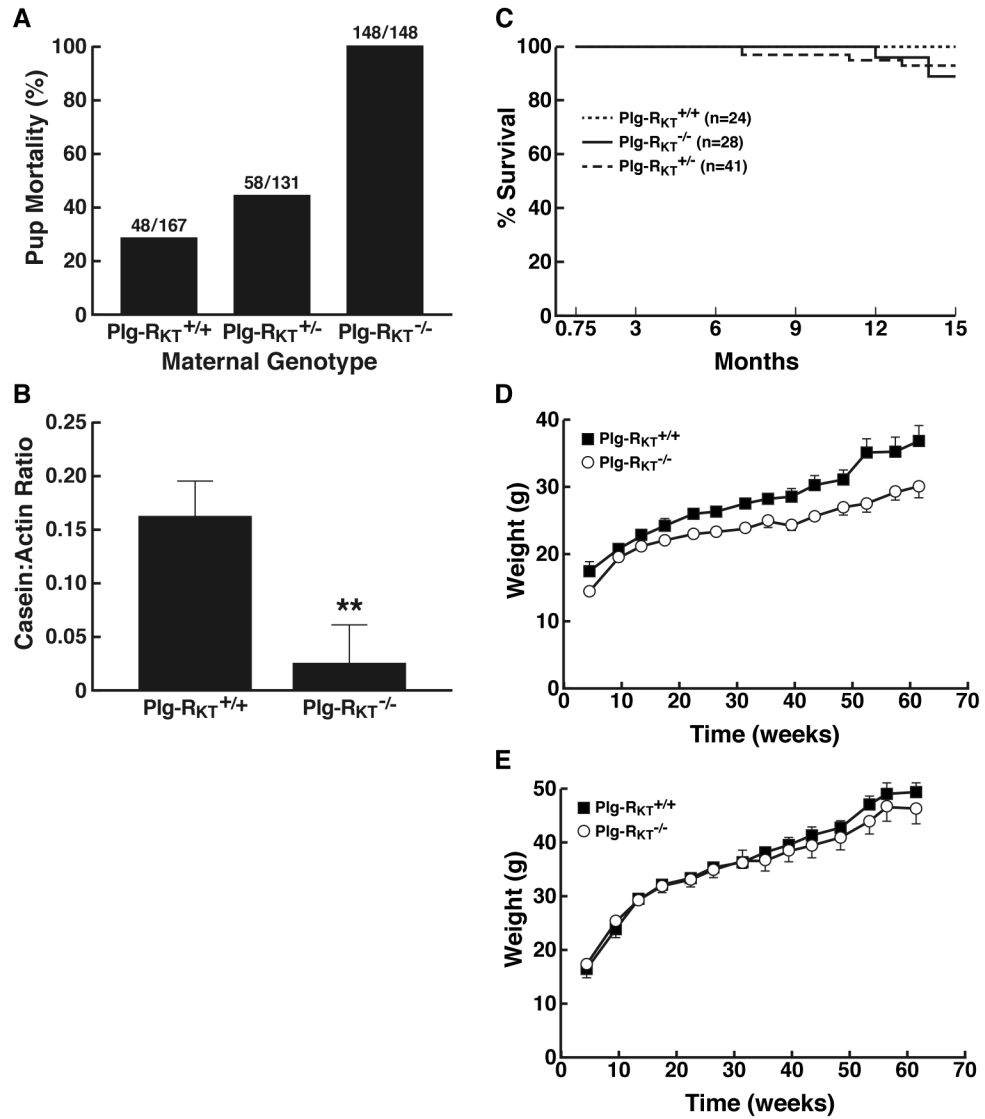 A
148/148
100
80
60
40
20
0
58/131
48/167
Pup Mortality (%)
Plg-RKT+/+ Plg-RKT+/- Plg-RKT-/-
Maternal Genotype
B
0.25
0.20
0.15
0.10
0.05
0
Casein:Actin Ratio
**
Plg-RKT+/+ Plg-RKT-/-
C
100
80
60
40
20
0
% Survival
Plg-RKT+/+ (n=24)
Plg-RKT-/- (n=28)
Plg-RKT+/- (n=41)
0.75 3 6 9 12 15
Months
D
40
30
20
10
0
Weight (g)
Plg-RKT+/+
Plg-RKT-/-
0 10 20 30 40 50 60 70
Time (weeks)
E
50
40
30
20
10
0
Weight (g)
Plg-RKT+/+
Plg-RKT-/-
0 10 20 30 40 50 60 70
Time (weeks)